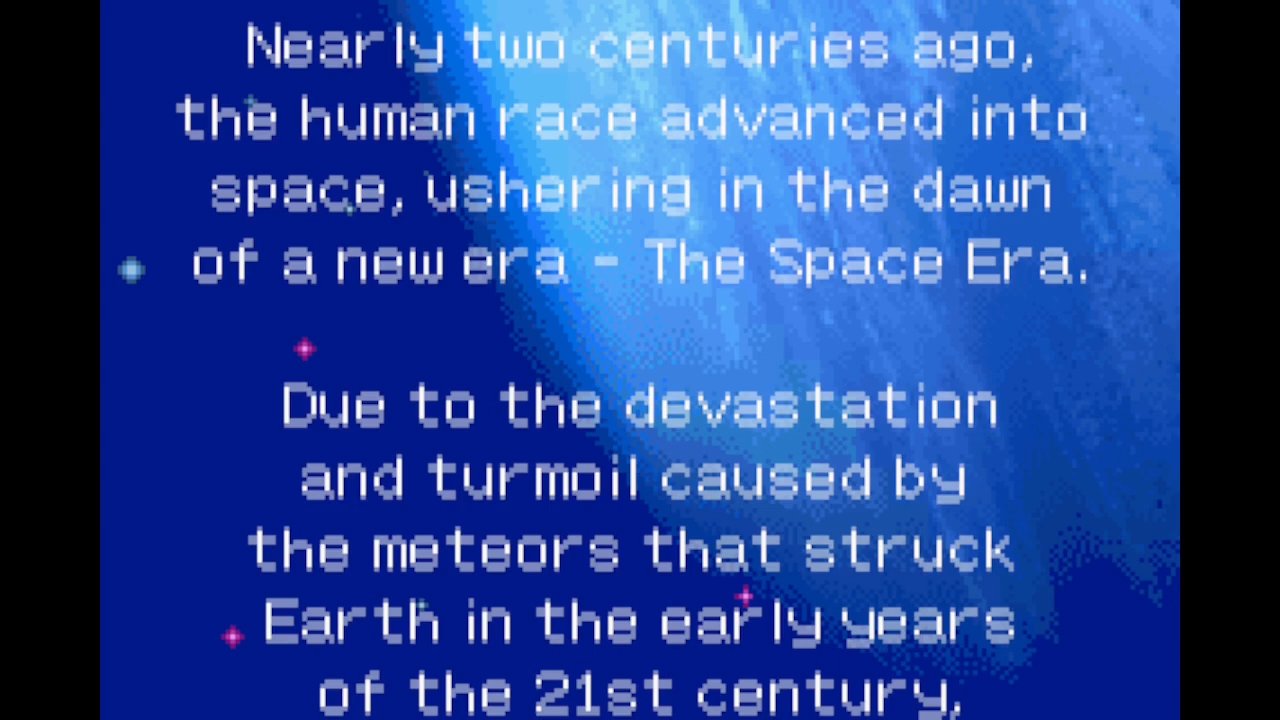 Nearly two centuries ago,
the human race advanced into
space, ushering in the dawn
of a new era - The Space Era.
Due to the devastation
and turmoil caused by
the meteors that struck
Earth in the early years
of the 21st century,